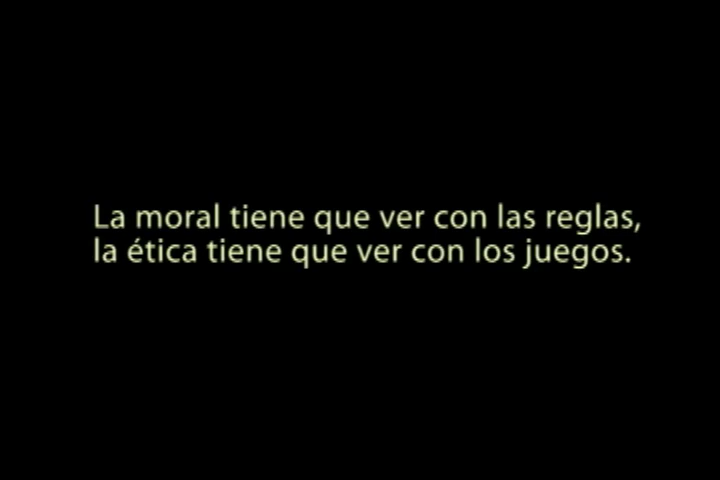 La moral tiene que ver con las reglas,
la ética tiene que ver con los juegos.